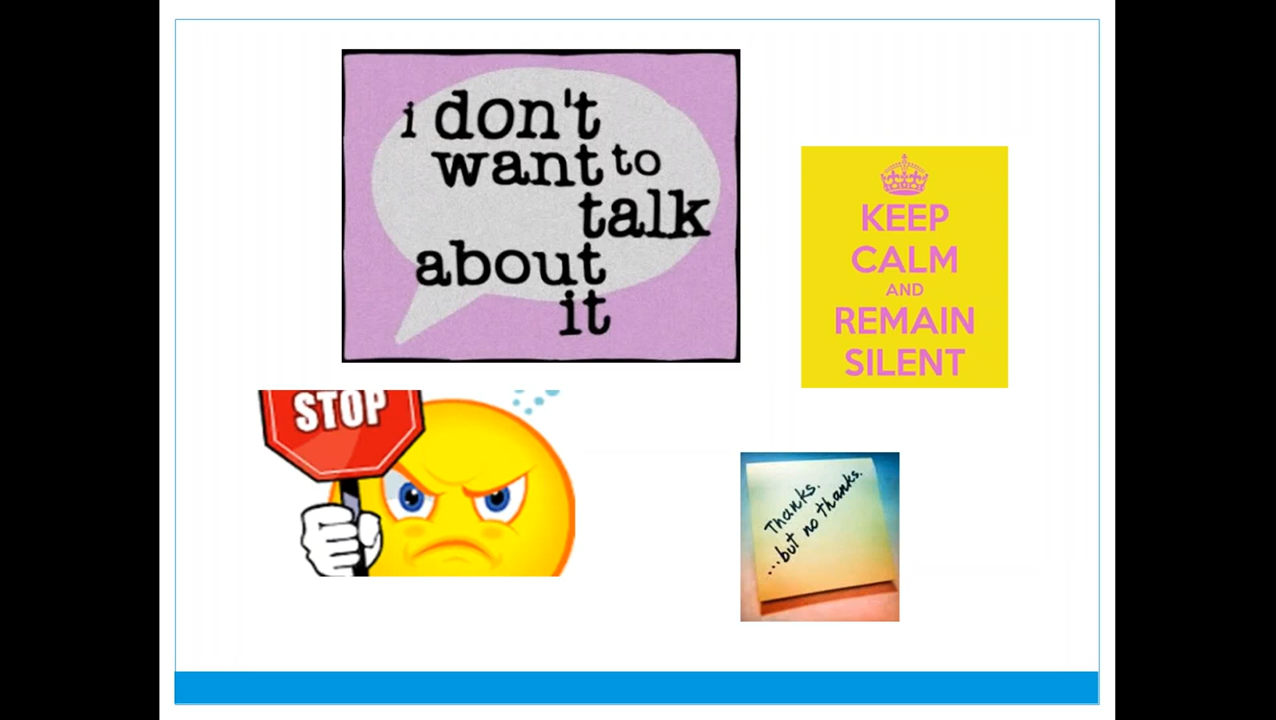 i don't
want to
talk
about
it
KEEP
CALM
AND
REMAIN
SILENT
STOP
Thanks.
...but no thanks.